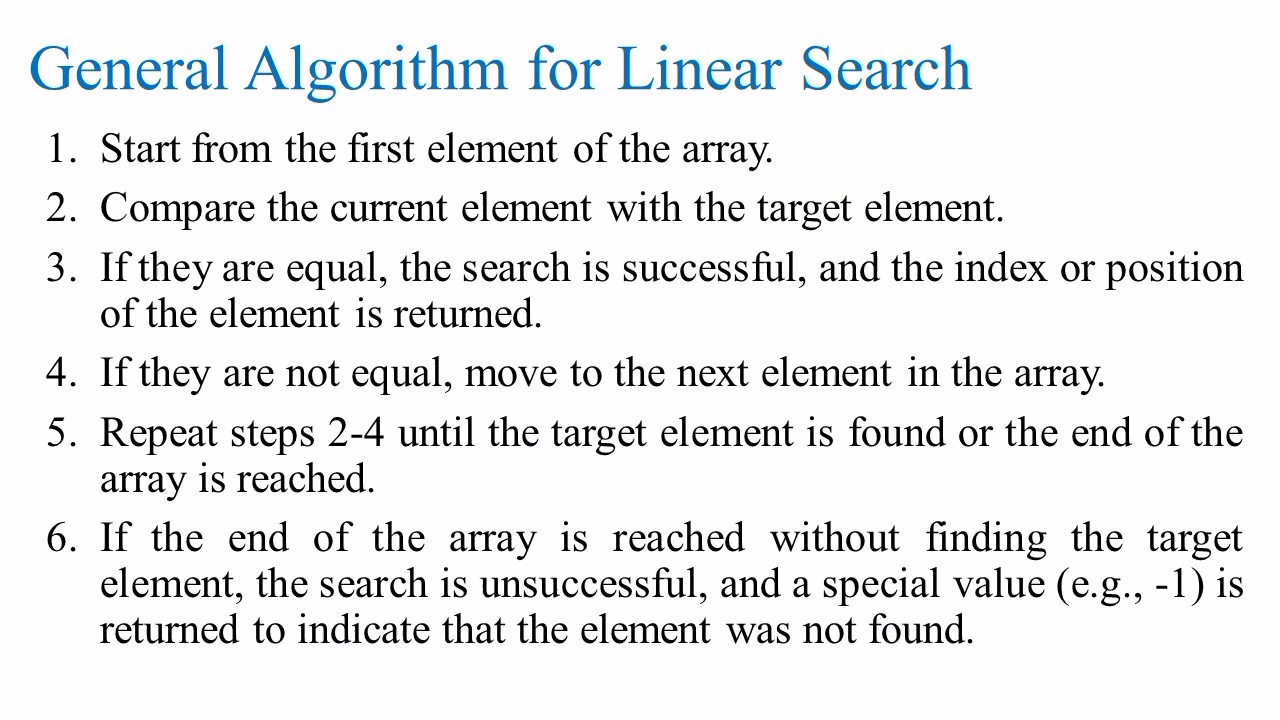 General Algorithm for Linear Search
1. Start from the first element of the array.
2. Compare the current element with the target element.
3. If they are equal, the search is successful, and the index or position
of the element is returned.
4. If they are not equal, move to the next element in the array.
5. Repeat steps 2-4 until the target element is found or the end of the
array is reached.
6. If the end of the array is reached without finding the target
element, the search is unsuccessful, and a special value (e.g., -1) is
returned to indicate that the element was not found.